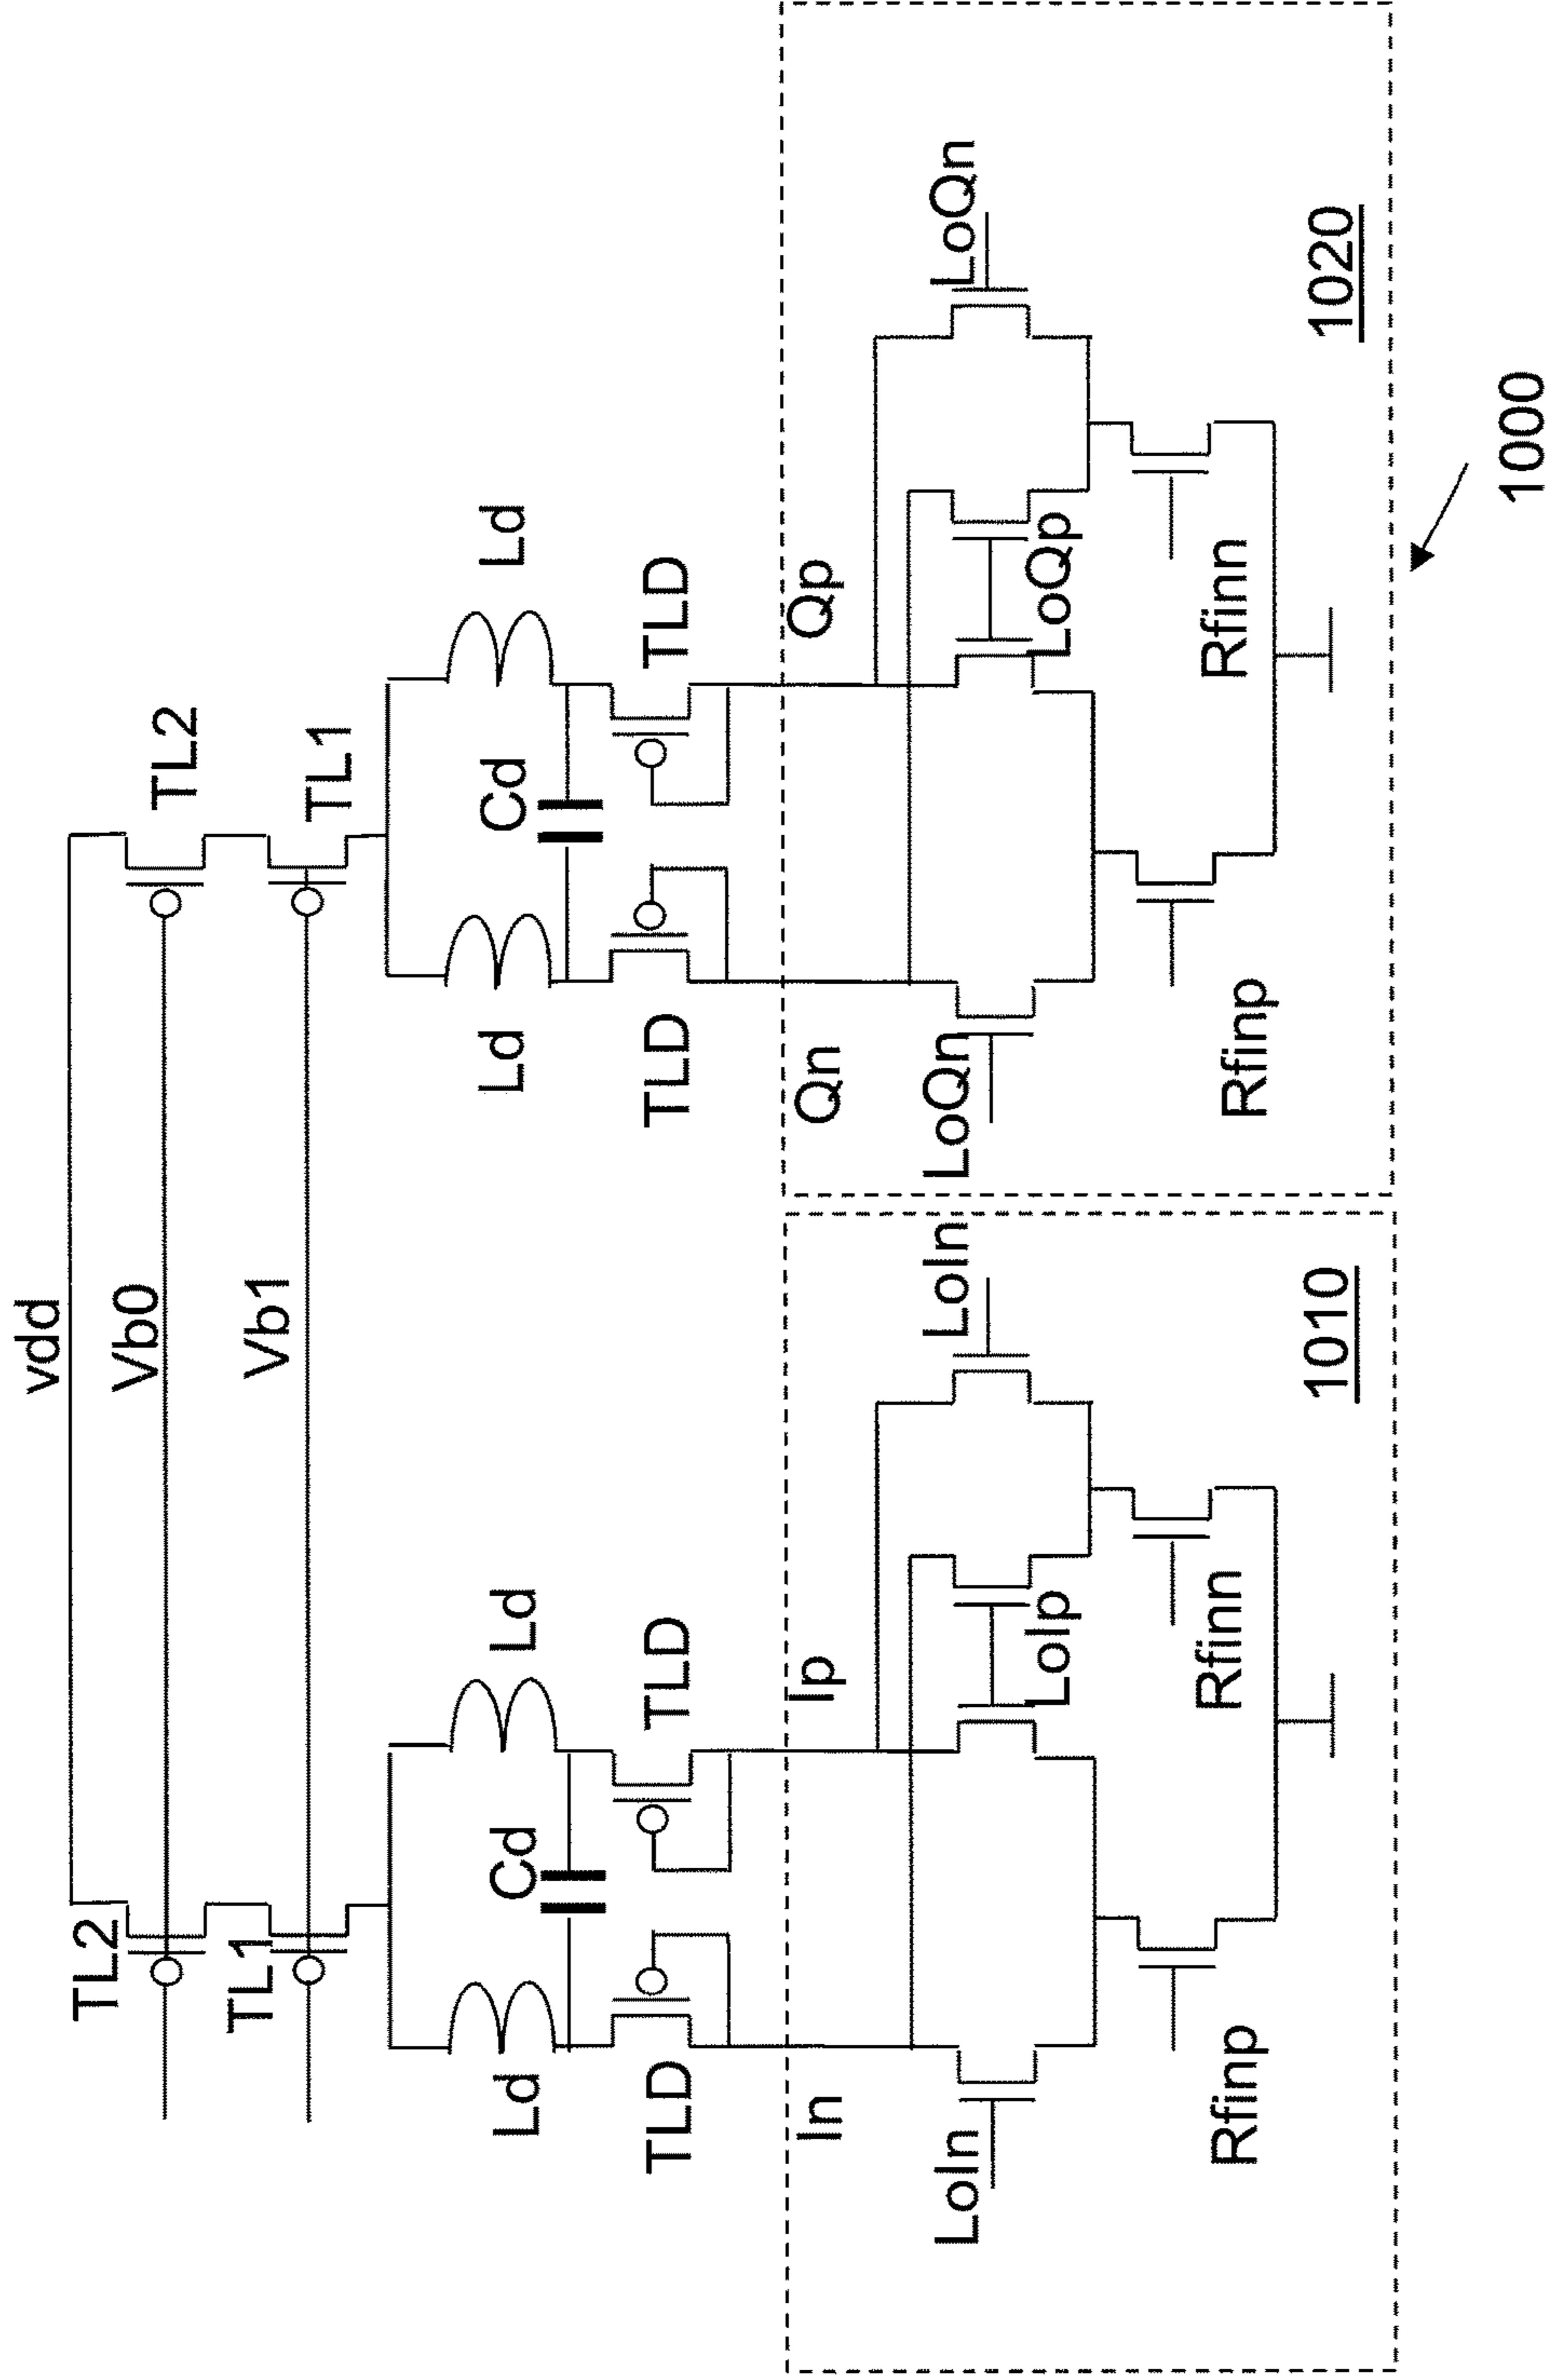 vdd
TL2
Vb0
TL2
TL1
Vb1
TL1
Ld
Cd
Ld
Ld
Cd
Ld
TLD
TLD
TLD
TLD
In
Ip
Qn
Qp
LoIn
LoIp
LoIn
LoQn
LoQp
LoQn
Rfinp
Rfinn
Rfinp
Rfinn
1010
1020
1000